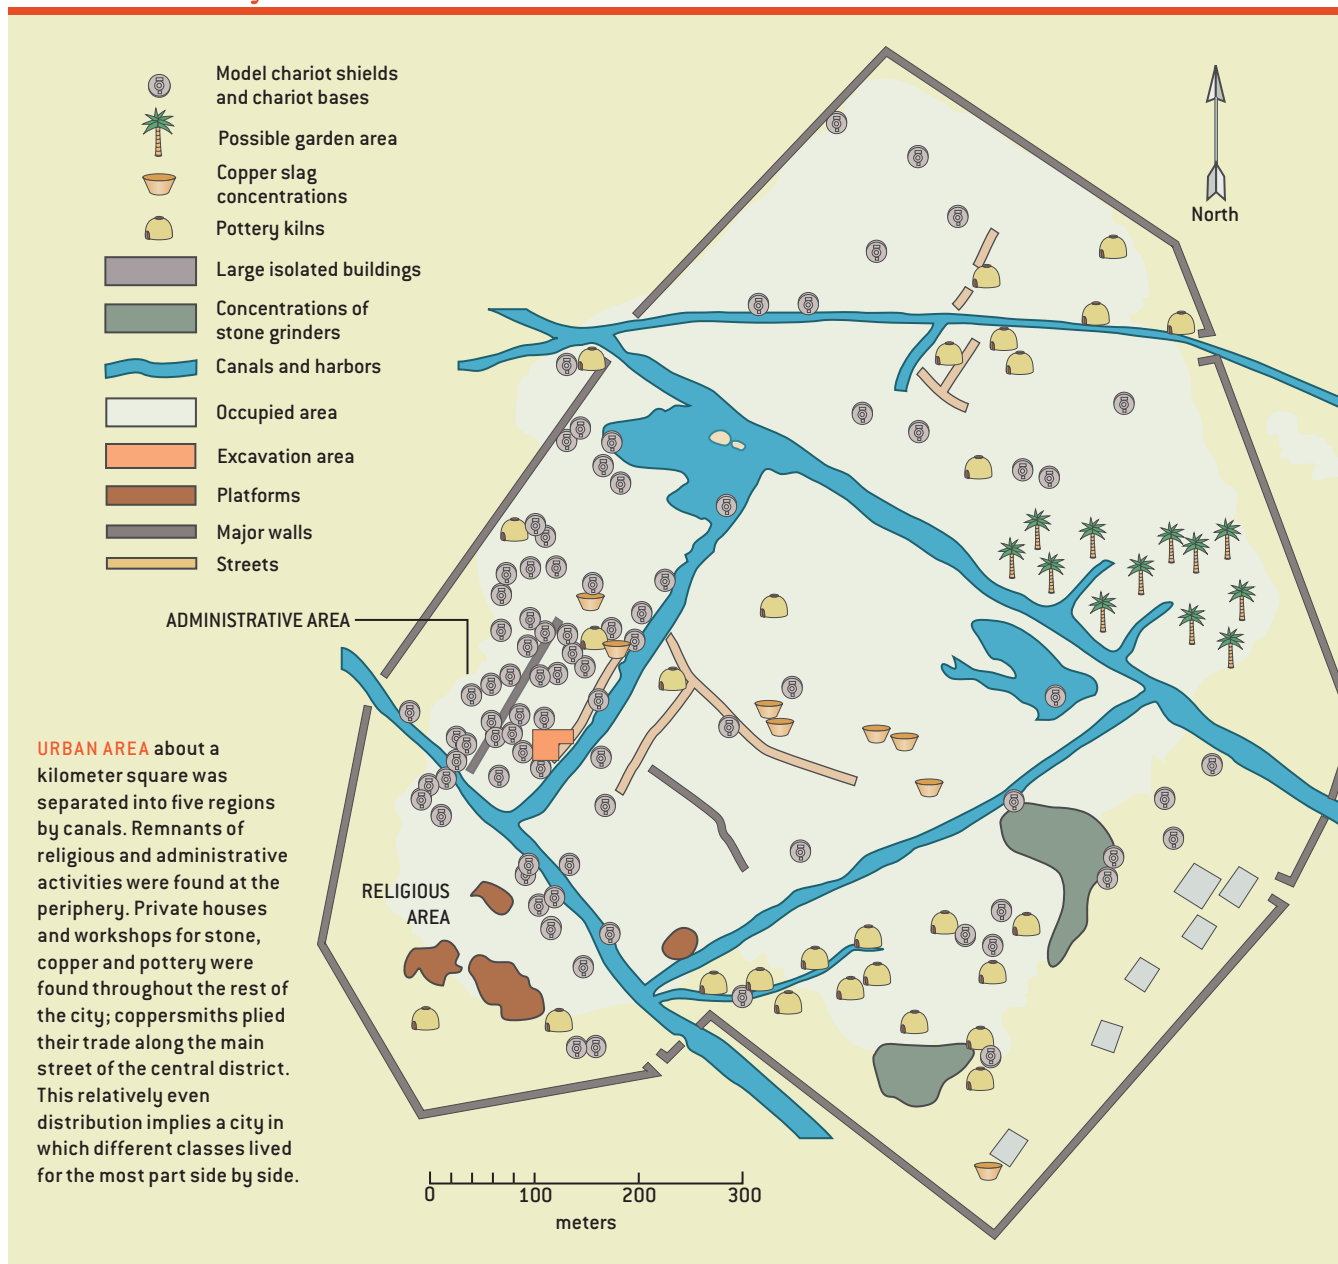 Model chariot shields
and chariot bases
Possible garden area
Copper slag
concentrations
Pottery kilns
Large isolated buildings
Concentrations of
stone grinders
Canals and harbors
Occupied area
Excavation area
Platforms
Major walls
Streets
North
ADMINISTRATIVE AREA
URBAN AREA about a
kilometer square was
separated into five regions
by canals. Remnants of
religious and administrative
activities were found at the
periphery. Private houses
and workshops for stone,
copper and pottery were
found throughout the rest of
the city; coppersmiths plied
their trade along the main
street of the central district.
This relatively even
distribution implies a city in
which different classes lived
for the most part side by side.
RELIGIOUS
AREA
0 100 200 300
meters